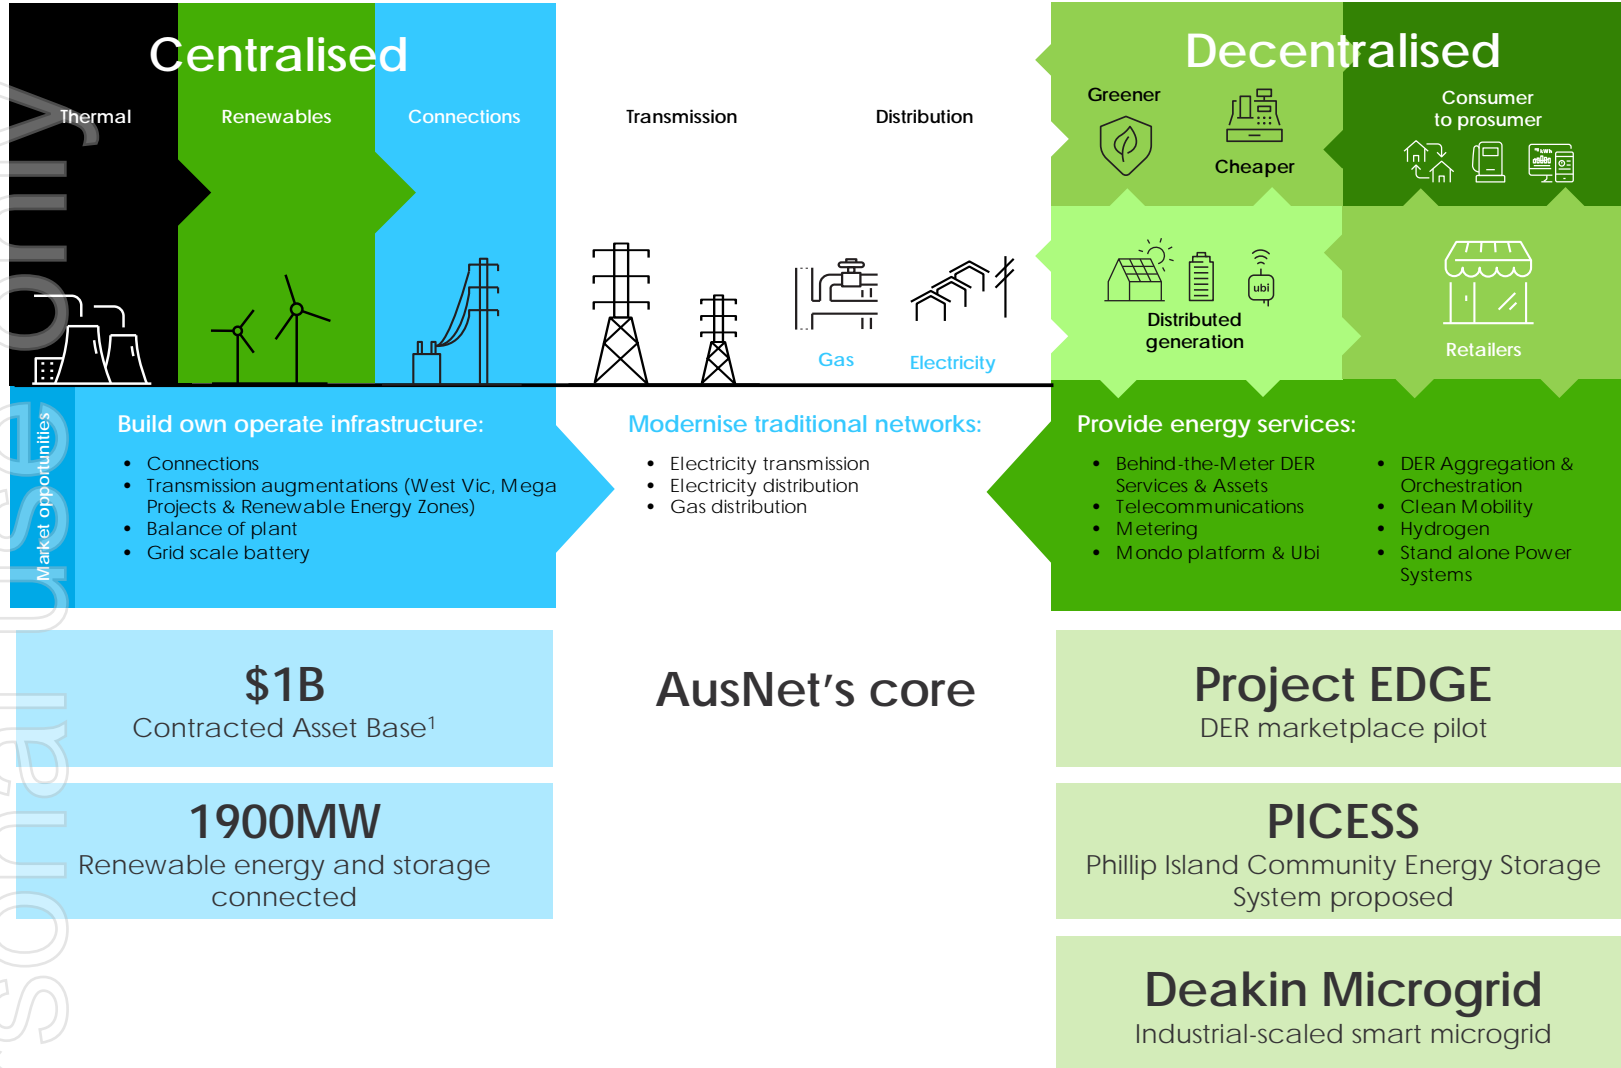 Centralised
Thermal
Renewables
Connections
Transmission
Distribution
Gas
Electricity
Decentralised
Greener
Cheaper
Consumer
to prosumer
kWh
ubi
Distributed
generation
Retailers
Market opportunities
Build own operate infrastructure:
• Connections
• Transmission augmentations (West Vic, Mega
Projects & Renewable Energy Zones)
• Balance of plant
• Grid scale battery
Modernise traditional networks:
• Electricity transmission
• Electricity distribution
• Gas distribution
Provide energy services:
• Behind-the-Meter DER
Services & Assets
• Telecommunications
• Metering
• Mondo platform & Ubi
• DER Aggregation &
Orchestration
• Clean Mobility
• Hydrogen
• Stand alone Power
Systems
$1B
Contracted Asset Base¹
1900MW
Renewable energy and storage
connected
AusNet’s core
Project EDGE
DER marketplace pilot
PICESS
Phillip Island Community Energy Storage
System proposed
Deakin Microgrid
Industrial-scaled smart microgrid
sonal use only